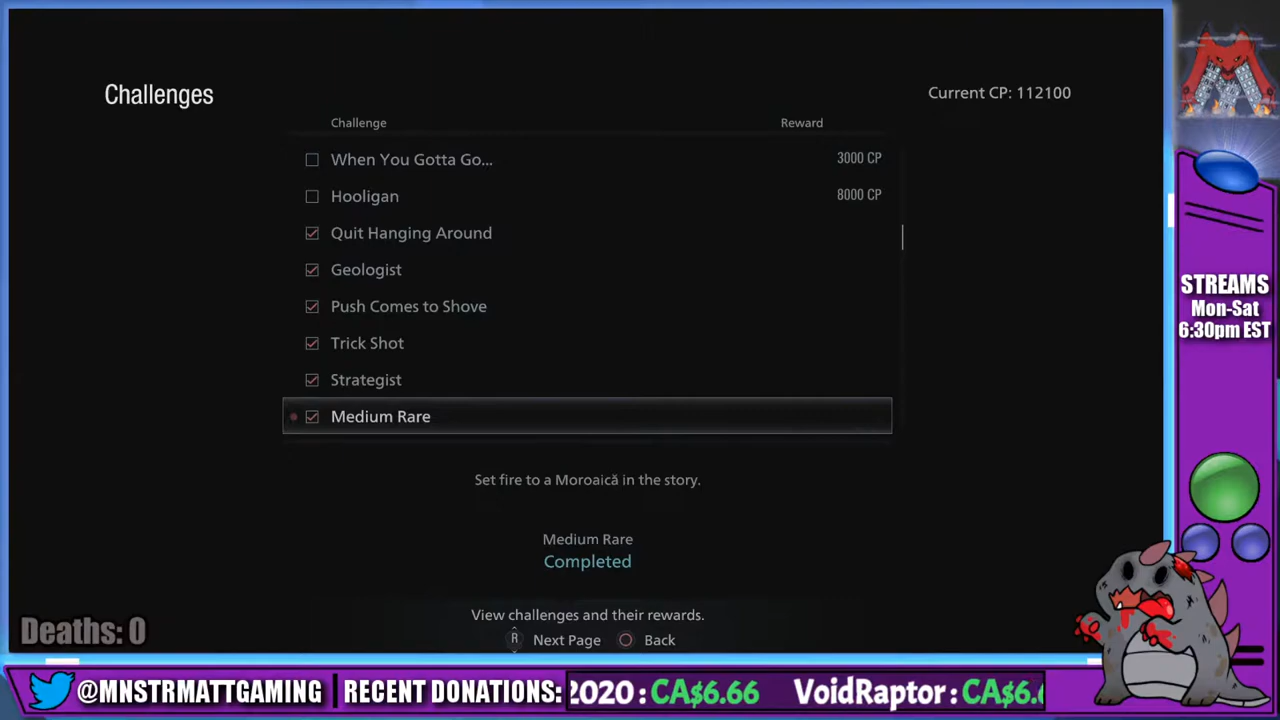 Challenges
Current CP: 112100
Challenge Reward
When You Gotta Go... 3000 CP
Hooligan 8000 CP
Quit Hanging Around
Geologist
Push Comes to Shove
Trick Shot
Strategist
Medium Rare
Set fire to a Moroaică in the story.
Medium Rare
Completed
View challenges and their rewards.
R Next Page Back
Deaths: 0
STREAMS
Mon-Sat
6:30pm EST
@MNSTRMATTGAMING RECENT DONATIONS: 2020 : CA$6.66 VoidRaptor : CA$6.6